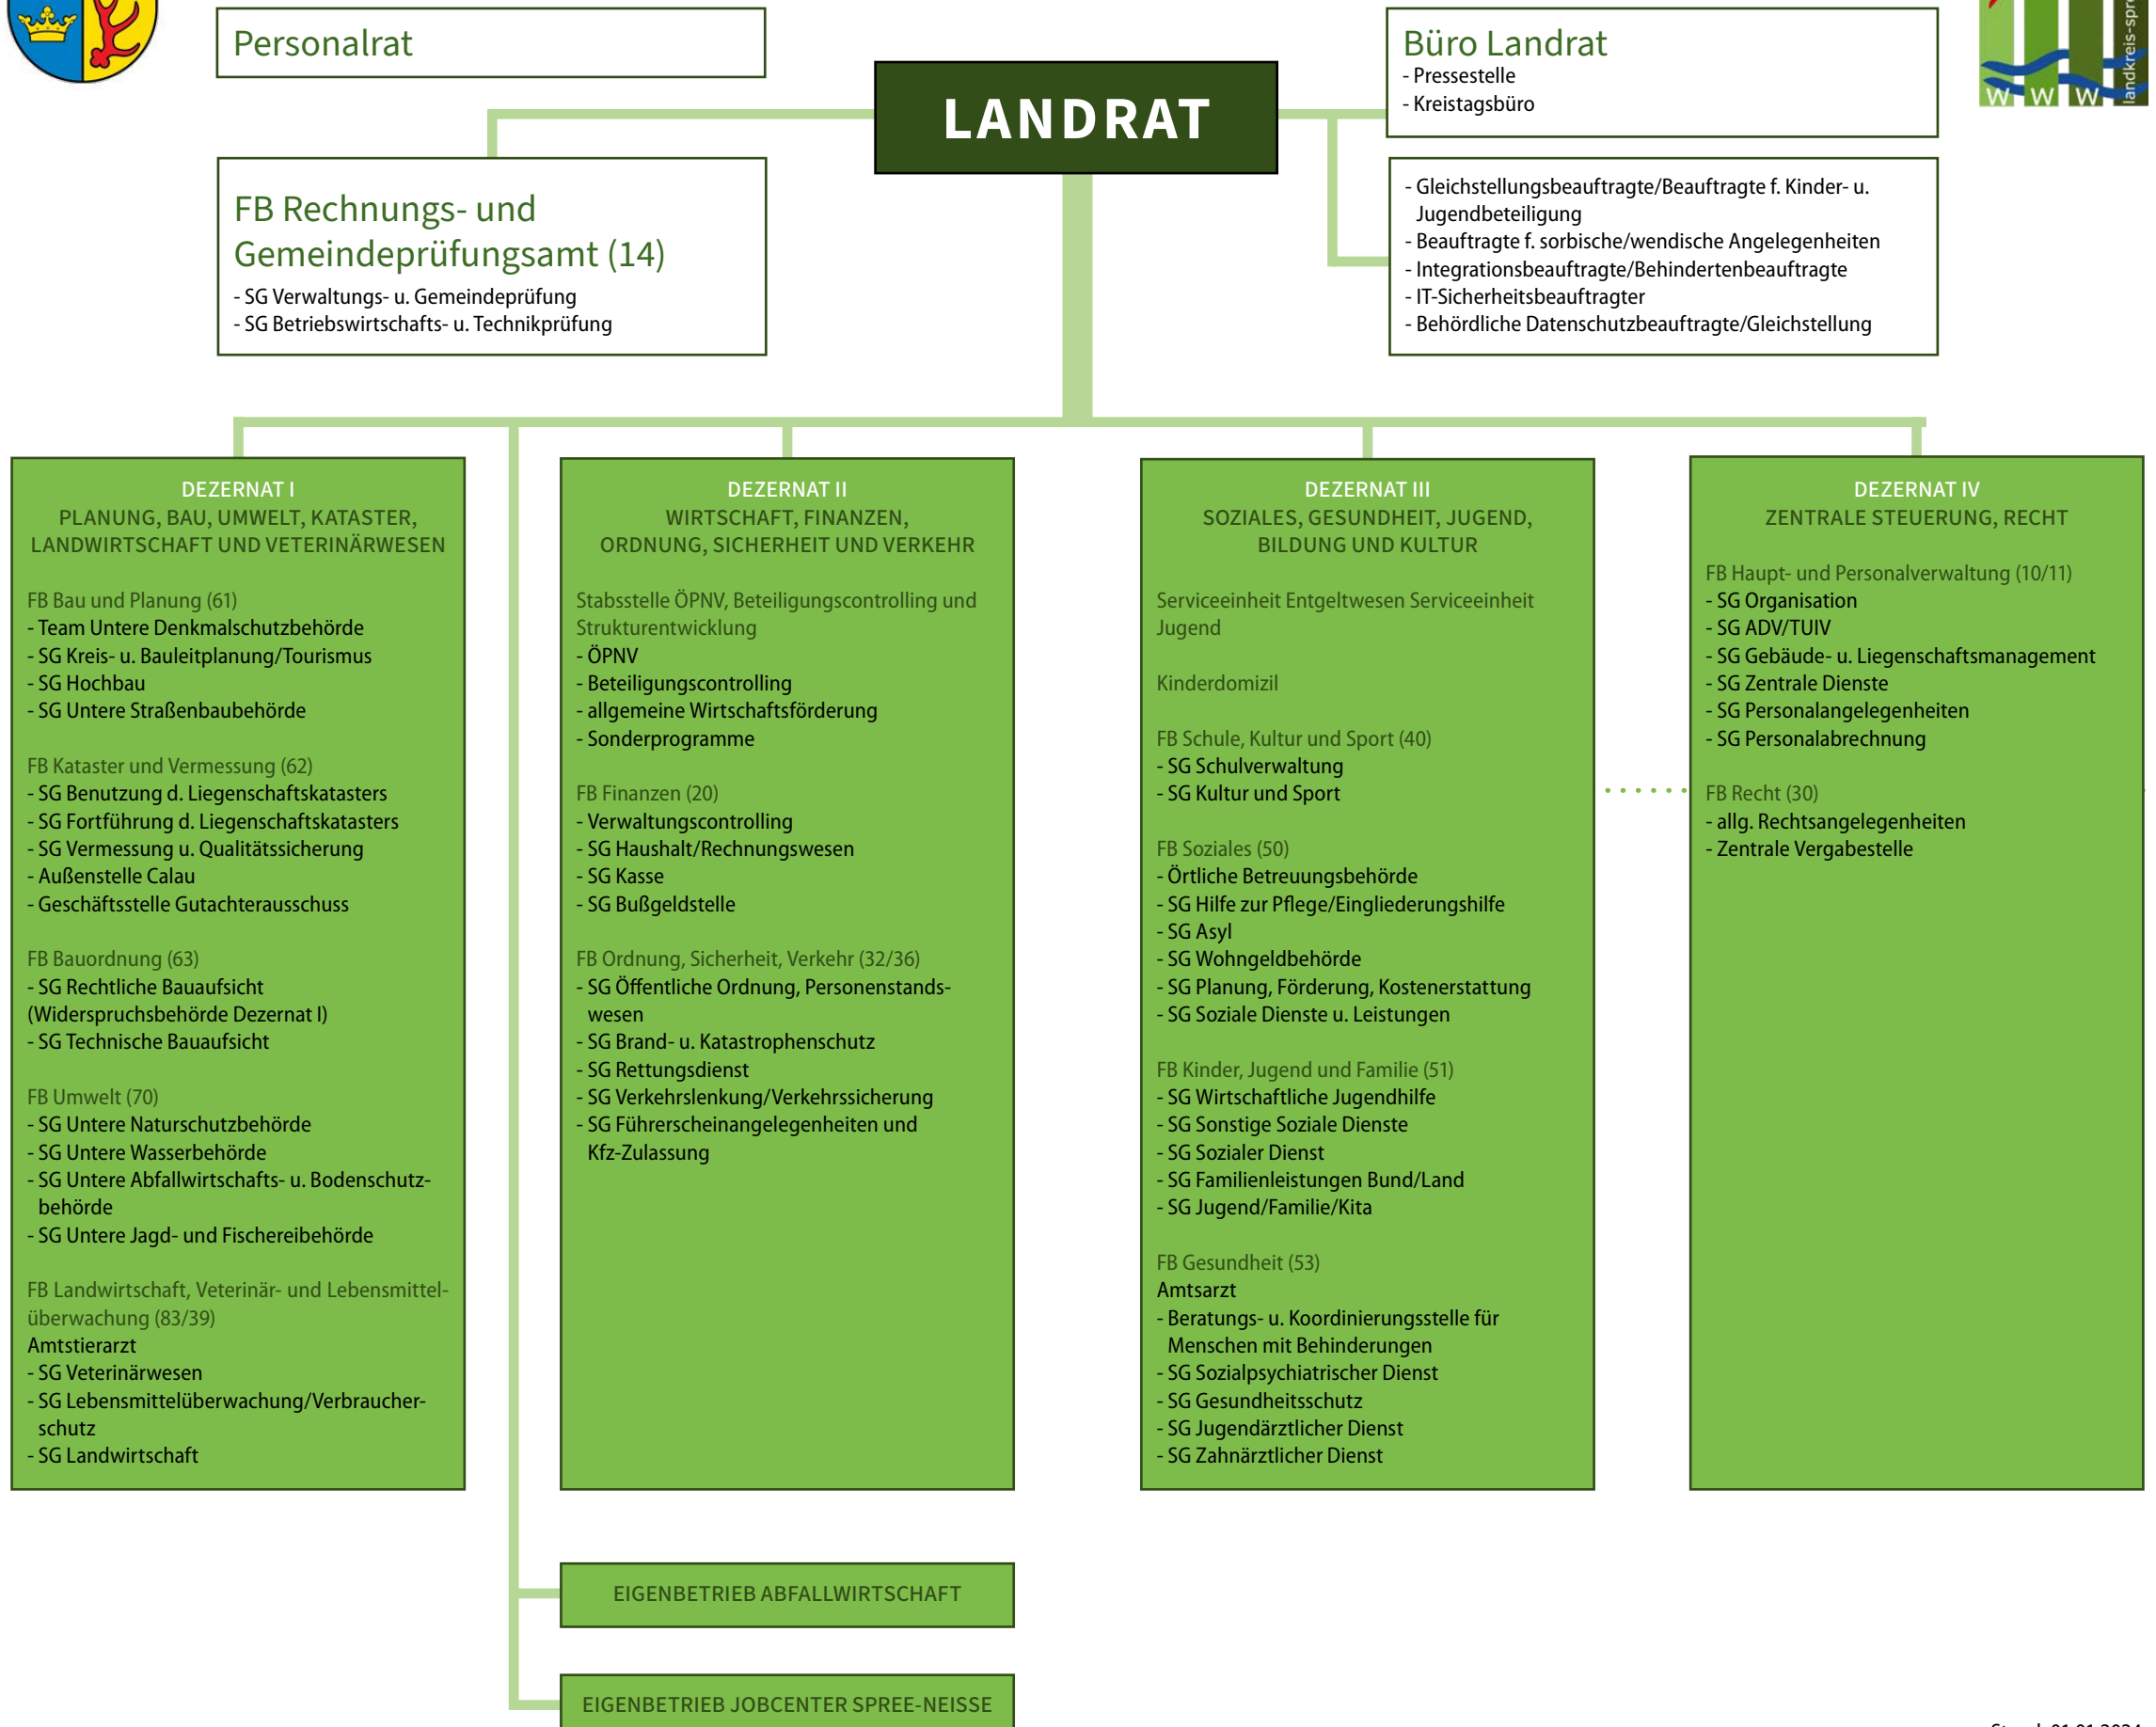 Personalrat
Büro Landrat
- Pressestelle
- Kreistagsbüro
LANDRAT
W W W
FB Rechnungs- und
Gemeindeprüfungsamt (14)
- SG Verwaltungs- u. Gemeindeprüfung
- SG Betriebswirtschafts- u. Technikprüfung
- Gleichstellungsbeauftragte/Beauftragte f. Kinder- u.
Jugendbeteiligung
- Beauftragte f. sorbische/wendische Angelegenheiten
- Integrationsbeauftragte/Behindertenbeauftragte
- IT-Sicherheitsbeauftragter
- Behördliche Datenschutzbeauftragte/Gleichstellung
DEZERNAT I
PLANUNG, BAU, UMWELT, KATASTER,
LANDWIRTSCHAFT UND VETERINÄRWESEN
FB Bau und Planung (61)
- Team Untere Denkmalschutzbehörde
- SG Kreis- u. Bauleitplanung/Tourismus
- SG Hochbau
- SG Untere Straßenbaubehörde
FB Kataster und Vermessung (62)
- SG Benutzung d. Liegenschaftskatasters
- SG Fortführung d. Liegenschaftskatasters
- SG Vermessung u. Qualitätssicherung
- Außenstelle Calau
- Geschäftsstelle Gutachterausschuss
FB Bauordnung (63)
- SG Rechtliche Bauaufsicht
(Widerspruchsbehörde Dezernat I)
- SG Technische Bauaufsicht
FB Umwelt (70)
- SG Untere Naturschutzbehörde
- SG Untere Wasserbehörde
- SG Untere Abfallwirtschafts- u. Bodenschutz-
behörde
- SG Untere Jagd- und Fischereibehörde
FB Landwirtschaft, Veterinär- und Lebensmittel-
überwachung (83/39)
Amtstierarzt
- SG Veterinärwesen
- SG Lebensmittelüberwachung/Verbraucher-
schutz
- SG Landwirtschaft
DEZERNAT II
WIRTSCHAFT, FINANZEN,
ORDNUNG, SICHERHEIT UND VERKEHR
Stabsstelle ÖPNV, Beteiligungscontrolling und
Strukturentwicklung
- ÖPNV
- Beteiligungscontrolling
- allgemeine Wirtschaftsförderung
- Sonderprogramme
FB Finanzen (20)
- Verwaltungscontrolling
- SG Haushalt/Rechnungswesen
- SG Kasse
- SG Bußgeldstelle
FB Ordnung, Sicherheit, Verkehr (32/36)
- SG Öffentliche Ordnung, Personenstands-
wesen
- SG Brand- u. Katastrophenschutz
- SG Rettungsdienst
- SG Verkehrslenkung/Verkehrssicherung
- SG Führerscheinangelegenheiten und
Kfz-Zulassung
DEZERNAT III
SOZIALES, GESUNDHEIT, JUGEND,
BILDUNG UND KULTUR
Serviceeinheit Entgeltwesen Serviceeinheit
Jugend
Kinderdomizil
FB Schule, Kultur und Sport (40)
- SG Schulverwaltung
- SG Kultur und Sport
FB Soziales (50)
- Örtliche Betreuungsbehörde
- SG Hilfe zur Pflege/Eingliederungshilfe
- SG Asyl
- SG Wohngeldbehörde
- SG Planung, Förderung, Kostenerstattung
- SG Soziale Dienste u. Leistungen
FB Kinder, Jugend und Familie (51)
- SG Wirtschaftliche Jugendhilfe
- SG Sonstige Soziale Dienste
- SG Sozialer Dienst
- SG Familienleistungen Bund/Land
- SG Jugend/Familie/Kita
FB Gesundheit (53)
Amtsarzt
- Beratungs- u. Koordinierungsstelle für
Menschen mit Behinderungen
- SG Sozialpsychiatrischer Dienst
- SG Gesundheitsschutz
- SG Jugendärztlicher Dienst
- SG Zahnärztlicher Dienst
DEZERNAT IV
ZENTRALE STEUERUNG, RECHT
FB Haupt- und Personalverwaltung (10/11)
- SG Organisation
- SG ADV/TUIV
- SG Gebäude- u. Liegenschaftsmanagement
- SG Zentrale Dienste
- SG Personalangelegenheiten
- SG Personalabrechnung
FB Recht (30)
- allg. Rechtsangelegenheiten
- Zentrale Vergabestelle
EIGENBETRIEB ABFALLWIRTSCHAFT
EIGENBETRIEB JOBCENTER SPREE-NEISSE